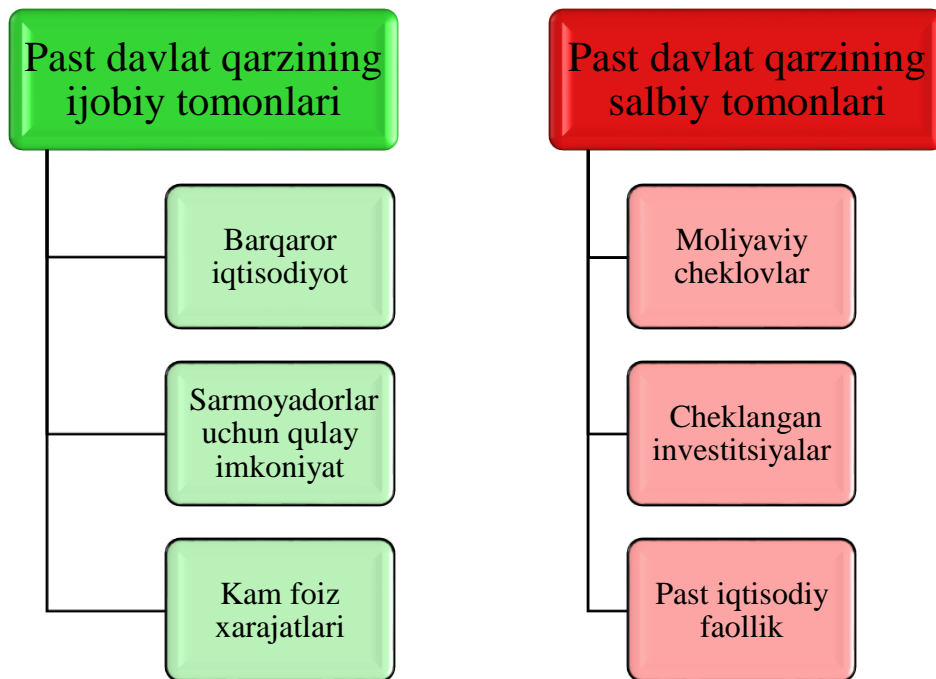 Past davlat qarzining
ijobiy tomonlari
Barqaror
iqtisodiyot
Sarmoyadorlar
uchun qulay
imkoniyat
Kam foiz
xarajatlari
Past davlat qarzining
salbiy tomonlari
Moliyaviy
cheklovlar
Cheklangan
investitsiyalar
Past iqtisodiy
faollik